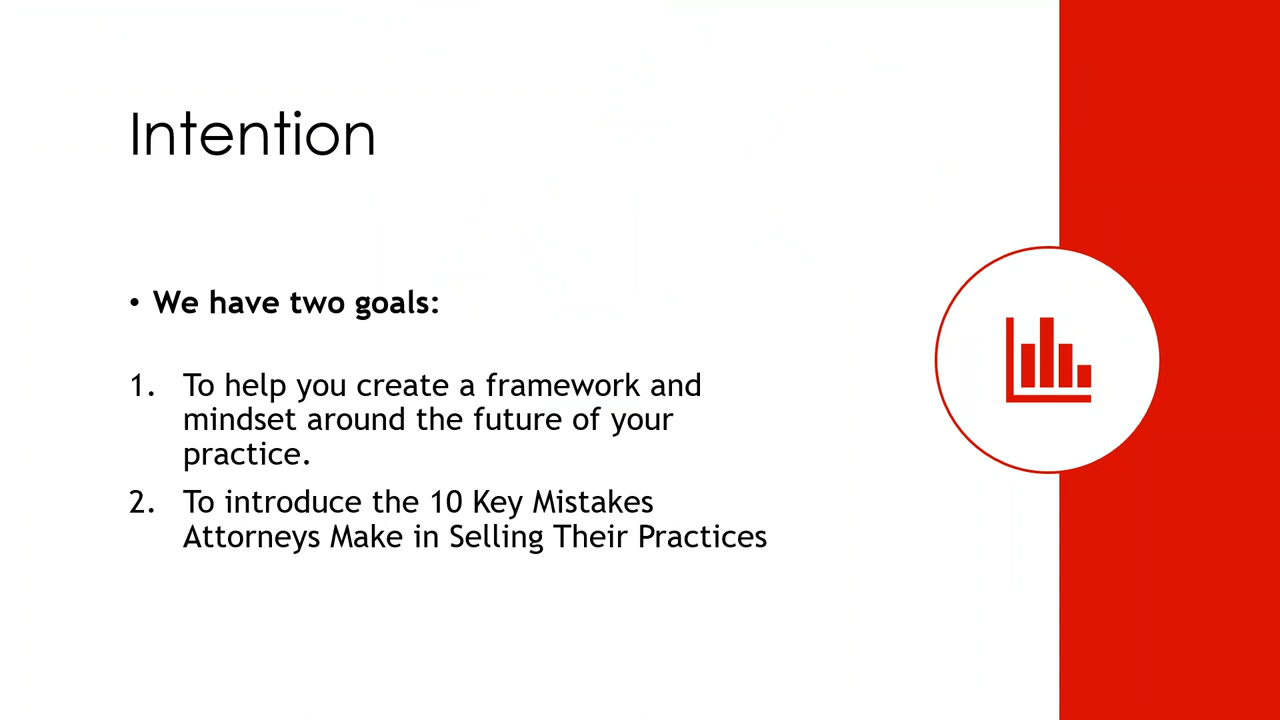 Intention
• We have two goals:
1. To help you create a framework and
mindset around the future of your
practice.
2. To introduce the 10 Key Mistakes
Attorneys Make in Selling Their Practices